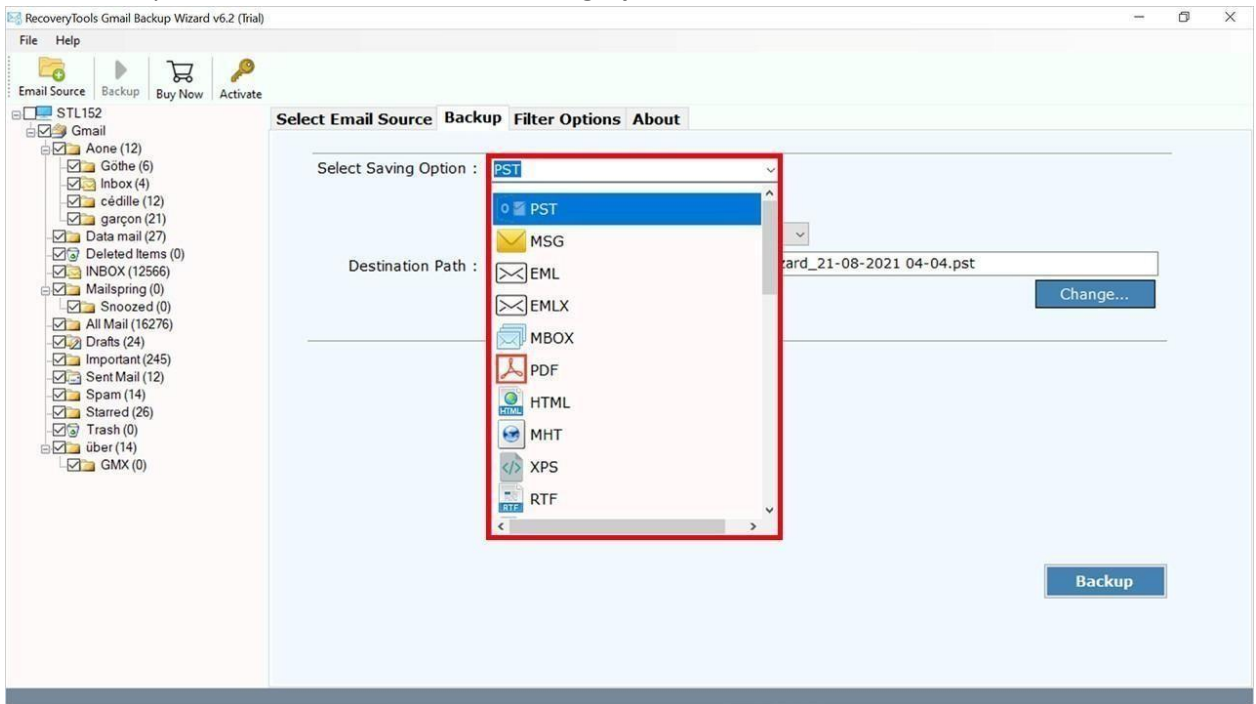 RecoveryTools Gmail Backup Wizard v6.2 (Trial)
File Help
Email Source Backup Buy Now Activate
STL152
Gmail
Aone (12)
Göthe (6)
Inbox (4)
cédille (12)
garçon (21)
Data mail (27)
Deleted Items (0)
INBOX (12566)
Mailspring (0)
Snoozed (0)
All Mail (16276)
Drafts (24)
Important (245)
Sent Mail (12)
Spam (14)
Starred (26)
Trash (0)
über (14)
GMX (0)
Select Email Source Backup Filter Options About
Select Saving Option : PST
PST
MSG
EML
EMLX
MBOX
PDF
HTML
MHT
XPS
RTF
Destination Path : zard_21-08-2021 04-04.pst
Change...
Backup